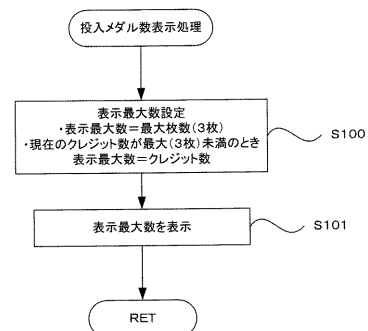 投入メダル数表示処理
表示最大数設定
・表示最大数＝最大枚数(3枚)
・現在のクレジット数が最大(3枚)未満のとき
表示最大数＝クレジット数
S100
表示最大数を表示
S101
RET